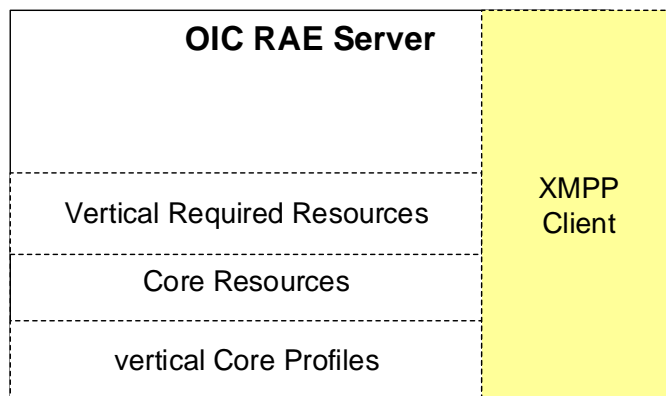 OIC RAE Server
Vertical Required Resources
Core Resources
vertical Core Profiles
XMPP
Client